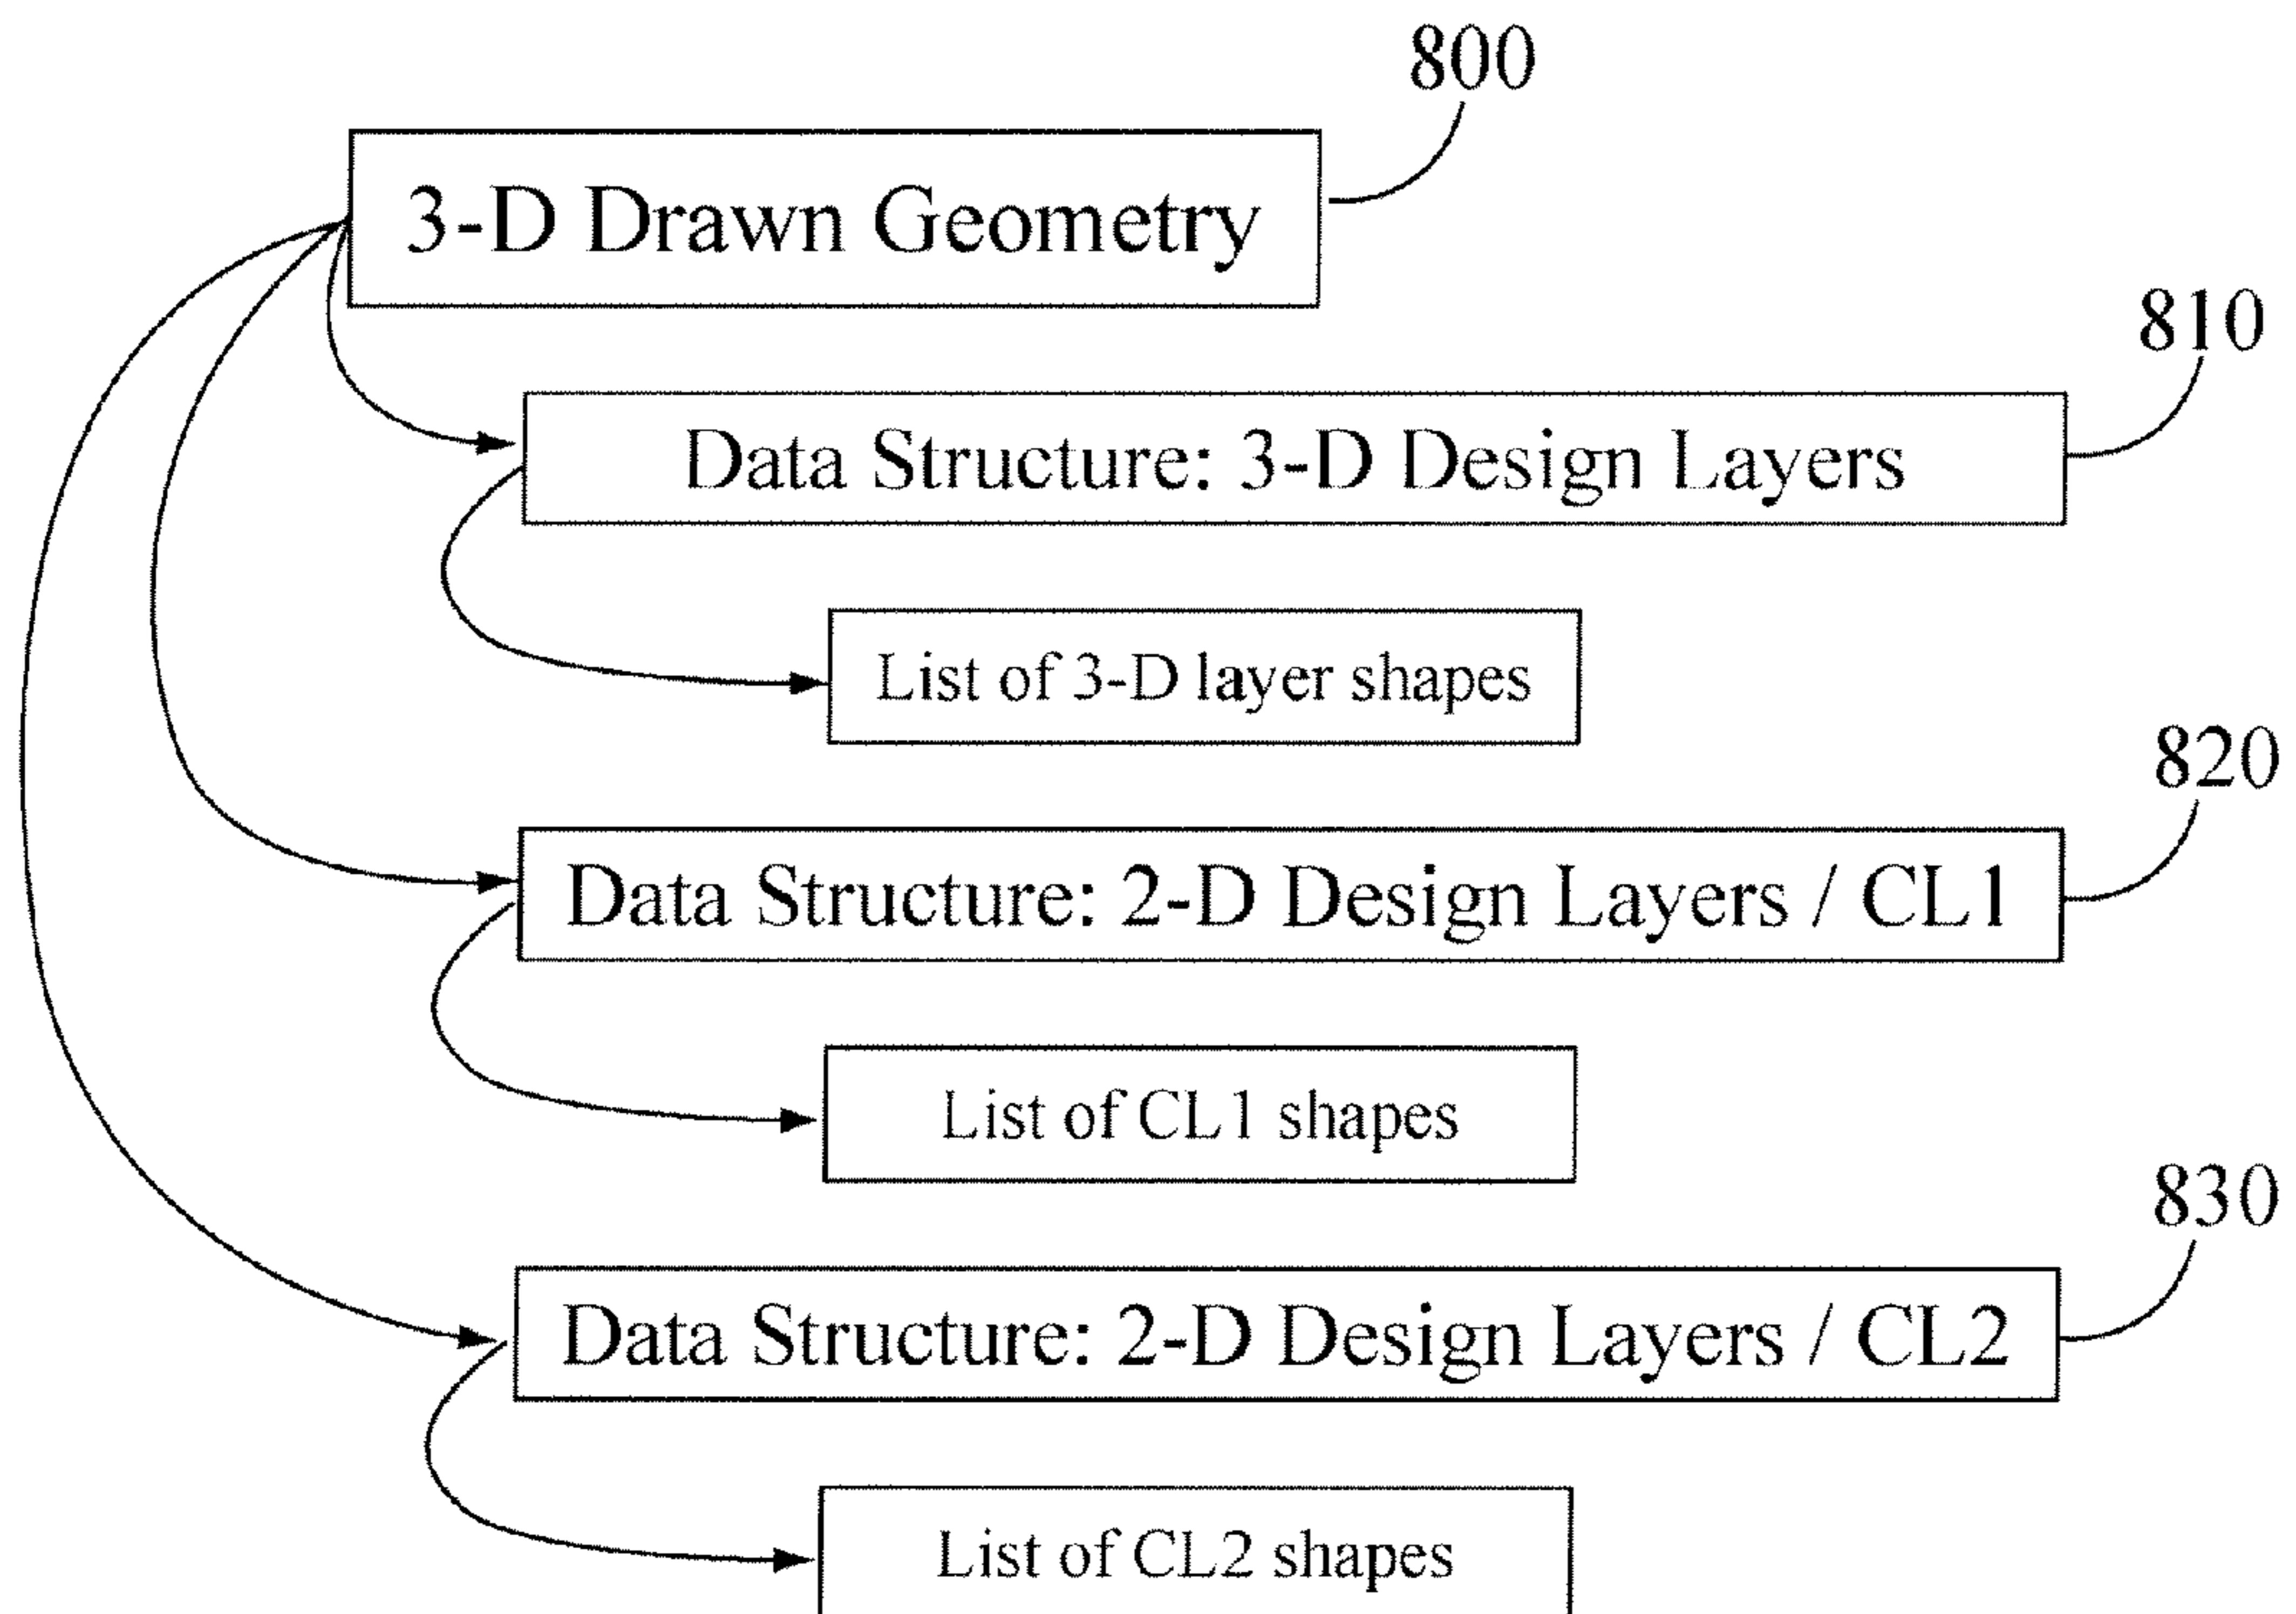 800
3-D Drawn Geometry
810
Data Structure: 3-D Design Layers
List of 3-D layer shapes
820
Data Structure: 2-D Design Layers / CL1
List of CL1 shapes
830
Data Structure: 2-D Design Layers / CL2
List of CL2 shapes